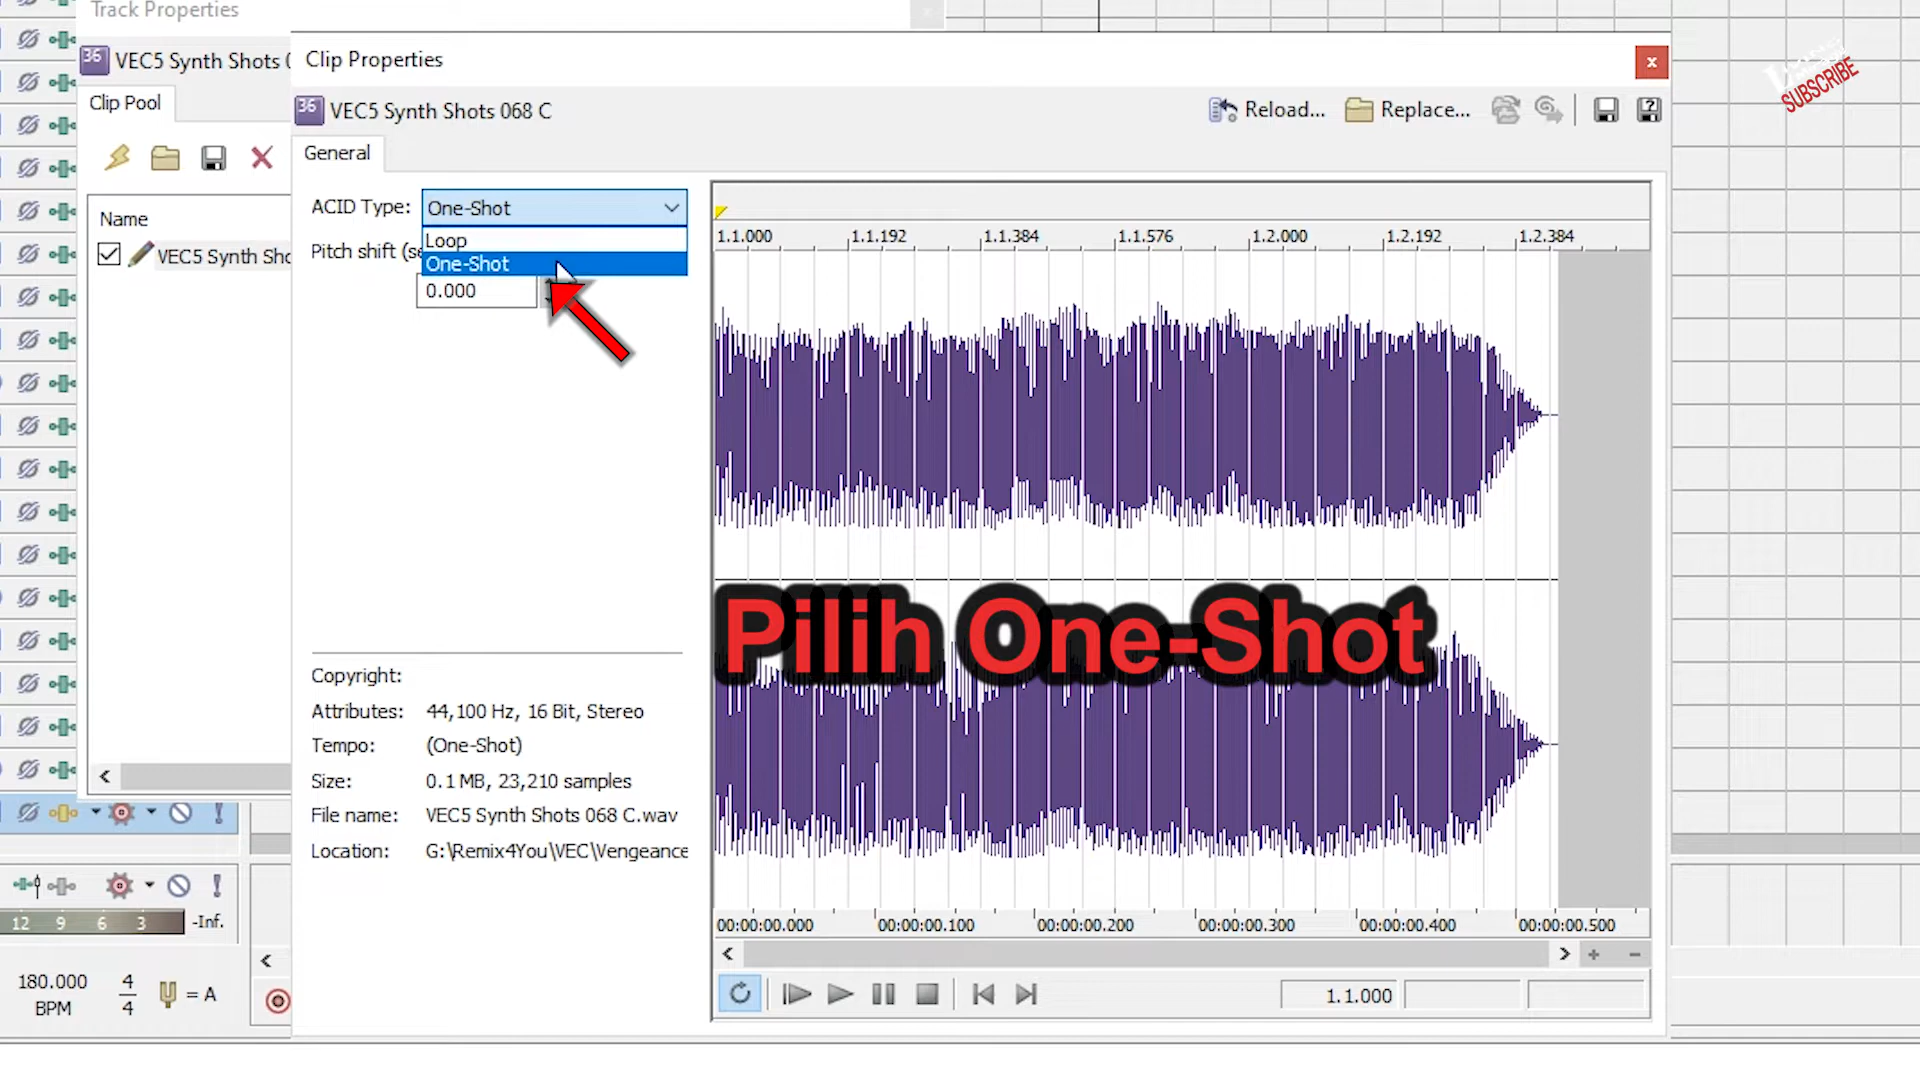 Track Properties
36 VEC5 Synth Shots 0
Clip Pool
Name
VEC5 Synth Sho
Clip Properties
36 VEC5 Synth Shots 068 C
Reload... Replace...
General
ACID Type: One-Shot
Loop
Pitch shift (se
One-Shot
0.000
1.1.000 1.1.192 1.1.384 1.1.576 1.2.000 1.2.192 1.2.384
Pilih One-Shot
Copyright:
Attributes: 44,100 Hz, 16 Bit, Stereo
Tempo: (One-Shot)
Size: 0.1 MB, 23,210 samples
File name: VEC5 Synth Shots 068 C.wav
Location: G:\Remix4You\VEC\Vengeance
00:00:00.000 00:00:00.100 00:00:00.200 00:00:00.300 00:00:00.400 00:00:00.500
1.1.000
12 9 6 3 -Inf.
180.000
BPM
4
4
= A
SUBSCRIBE